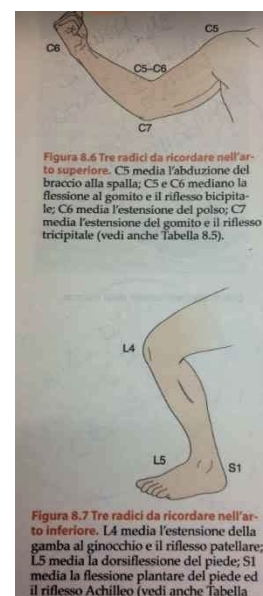 C5
C6
C5–C6
C7
Figura 8.6 Tre radici da ricordare nell'ar-
to superiore. C5 media l'abduzione del
braccio alla spalla; C5 e C6 mediano la
flessione al gomito e il riflesso bicipita-
le; C6 media l'estensione del polso; C7
media l'estensione del gomito e il riflesso
tricipitale (vedi anche Tabella 8.5).
L4
L5
S1
Figura 8.7 Tre radici da ricordare nell'ar-
to inferiore. L4 media l'estensione della
gamba al ginocchio e il riflesso patellare;
L5 media la dorsiflessione del piede; S1
media la flessione plantare del piede ed
il riflesso Achilleo (vedi anche Tabella